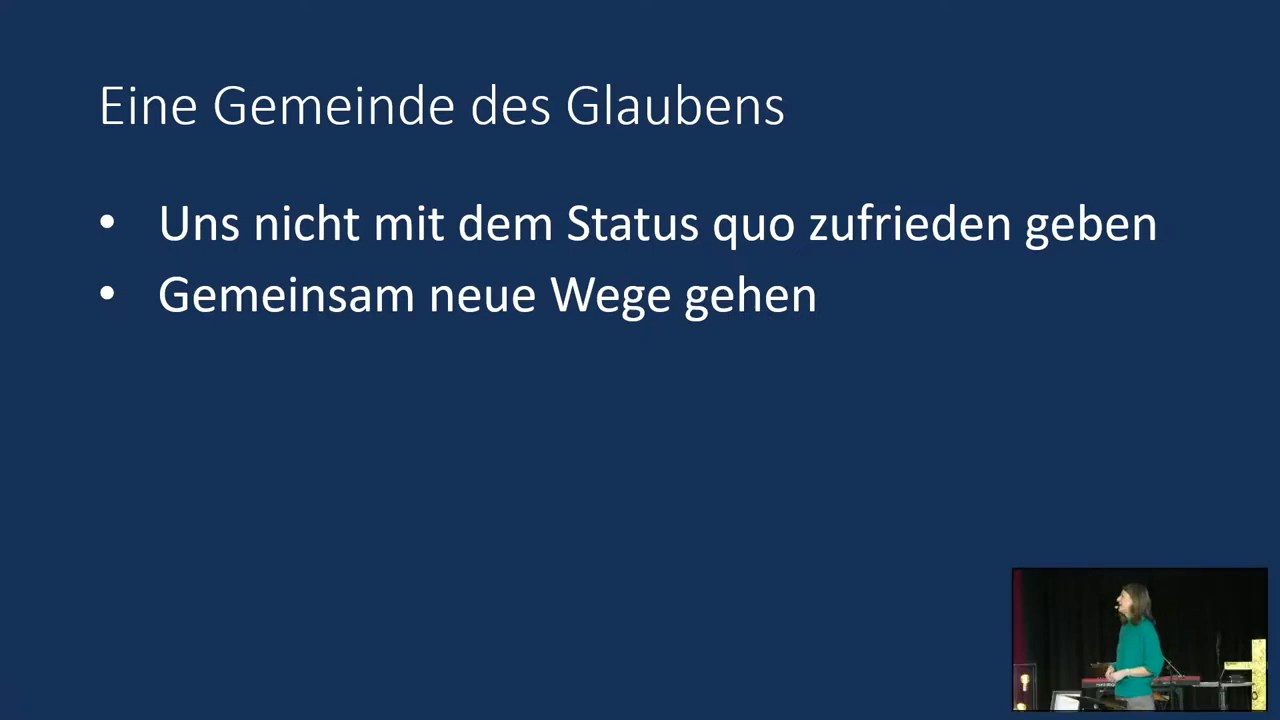 Eine Gemeinde des Glaubens
• Uns nicht mit dem Status quo zufrieden geben
• Gemeinsam neue Wege gehen